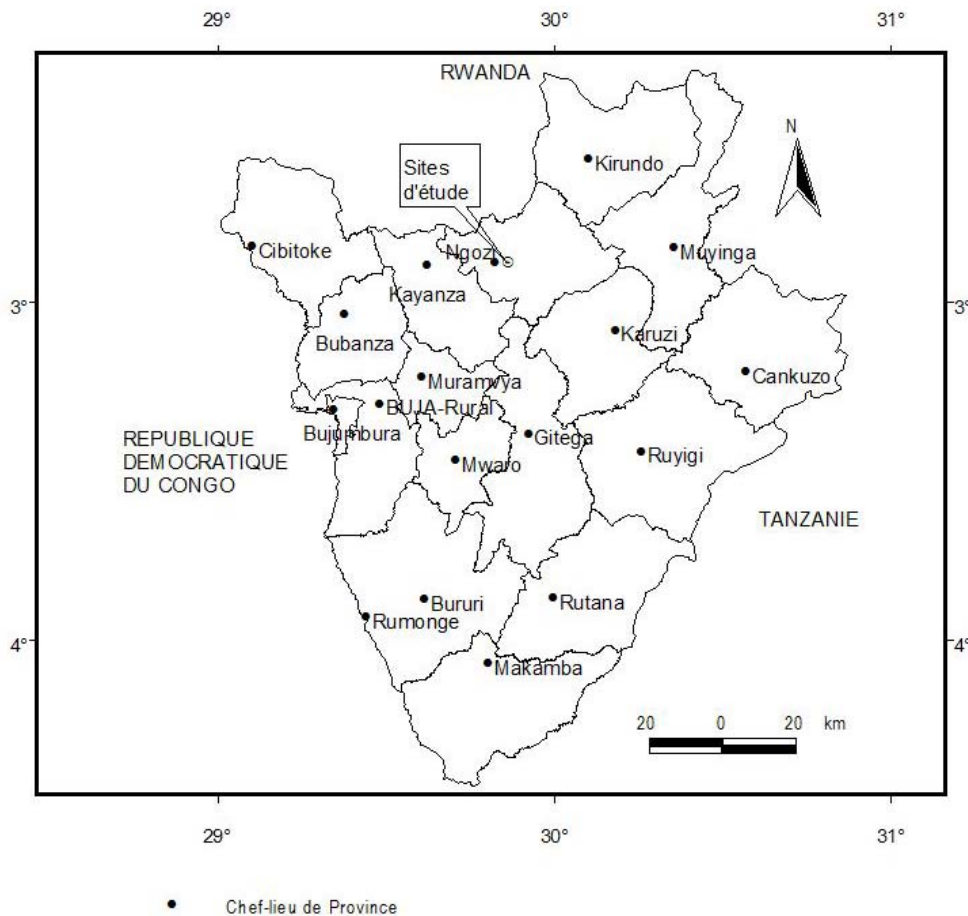 29°
30°
31°
RWANDA
N
Kirundo
Sites
d'étude
Cibitoke
Ngozi
Muyinga
Kayanza
3°
3°
Bubanza
Karuzi
Cankuzo
Muramvya
BUJA-Rural
Bujumbura
Gitega
REPUBLIQUE
DEMOCRATIQUE
DU CONGO
Mwaro
Ruyigi
TANZANIE
Bururi
Rutana
Rumonge
4°
4°
Makamba
20 0 20 km
29°
30°
31°
Chef-lieu de Province